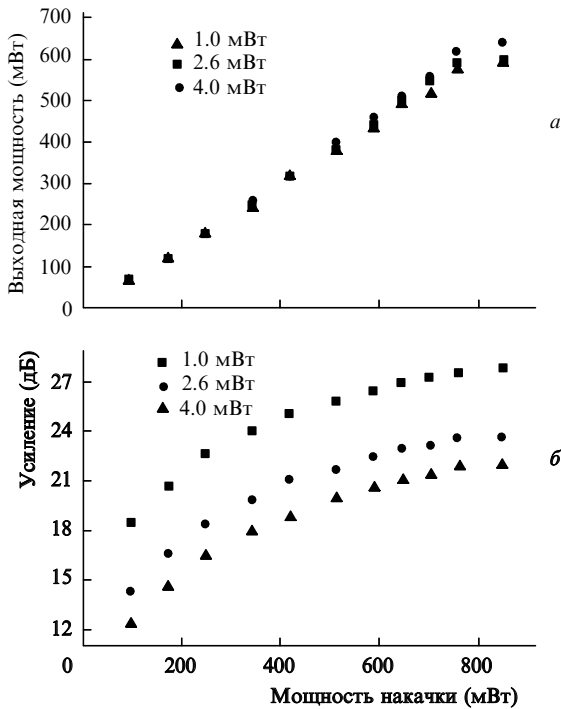 700
600
500
400
300
200
100
0
Выходная мощность (мВт)
1.0 мВт
2.6 мВт
4.0 мВт
а
27
24
21
18
15
12
Усиление (дБ)
1.0 мВт
2.6 мВт
4.0 мВт
б
0 200 400 600 800
Мощность накачки (мВт)